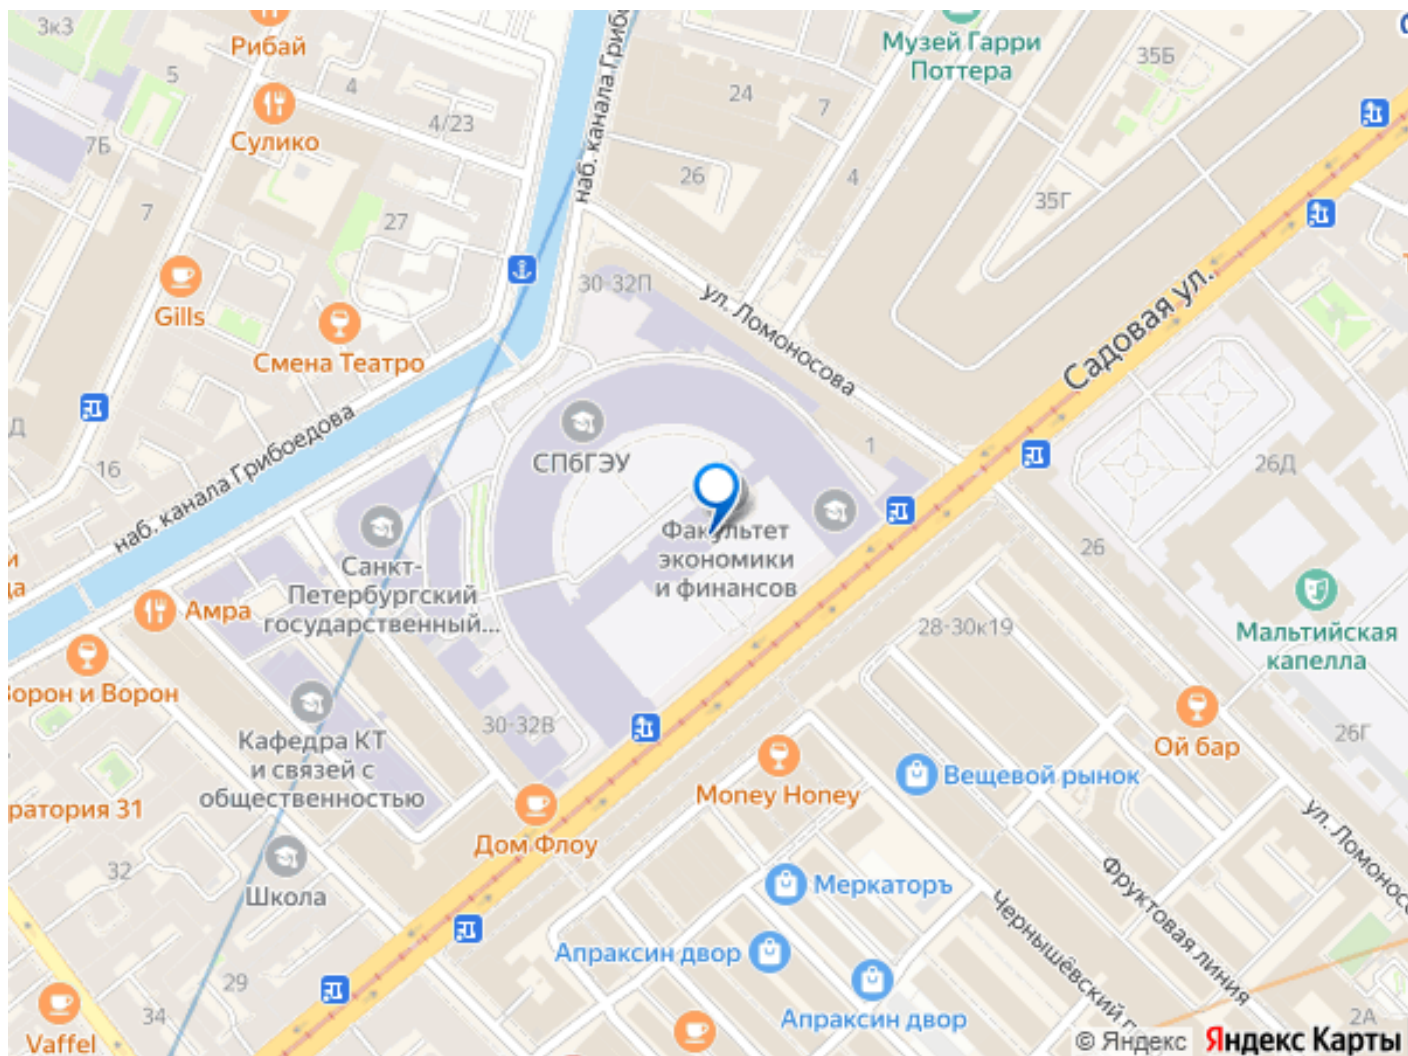 3к3
Рибай
5
4
Сулико
4/23
7Б
7
27
наб. канала Грибо
Музей Гарри
Поттера
35Б
24
7
26
4
35Г
Gills
Смена Театро
30-32П
ул. Ломоносова
Садовая ул.
Д
16
наб. канала Грибоедова
СПбГЭУ
1
26Д
Факультет
экономики
и финансов
26
Санкт-
Петербургский
государственный...
и
да
Амра
28-30к19
Мальтийская
капелла
Ворон и Ворон
30-32В
Кафедра КТ
и связей с
общественностью
Ой бар
26Г
Money Honey
Вещевой рынок
ратория 31
Дом Флоу
ул. Ломоносо
32
Школа
Меркаторъ
Фруктовая линия
Чернышёвский п
Апраксин двор
29
34
Апраксин двор
2А
Vaffel
© Яндекс Яндекс Карты